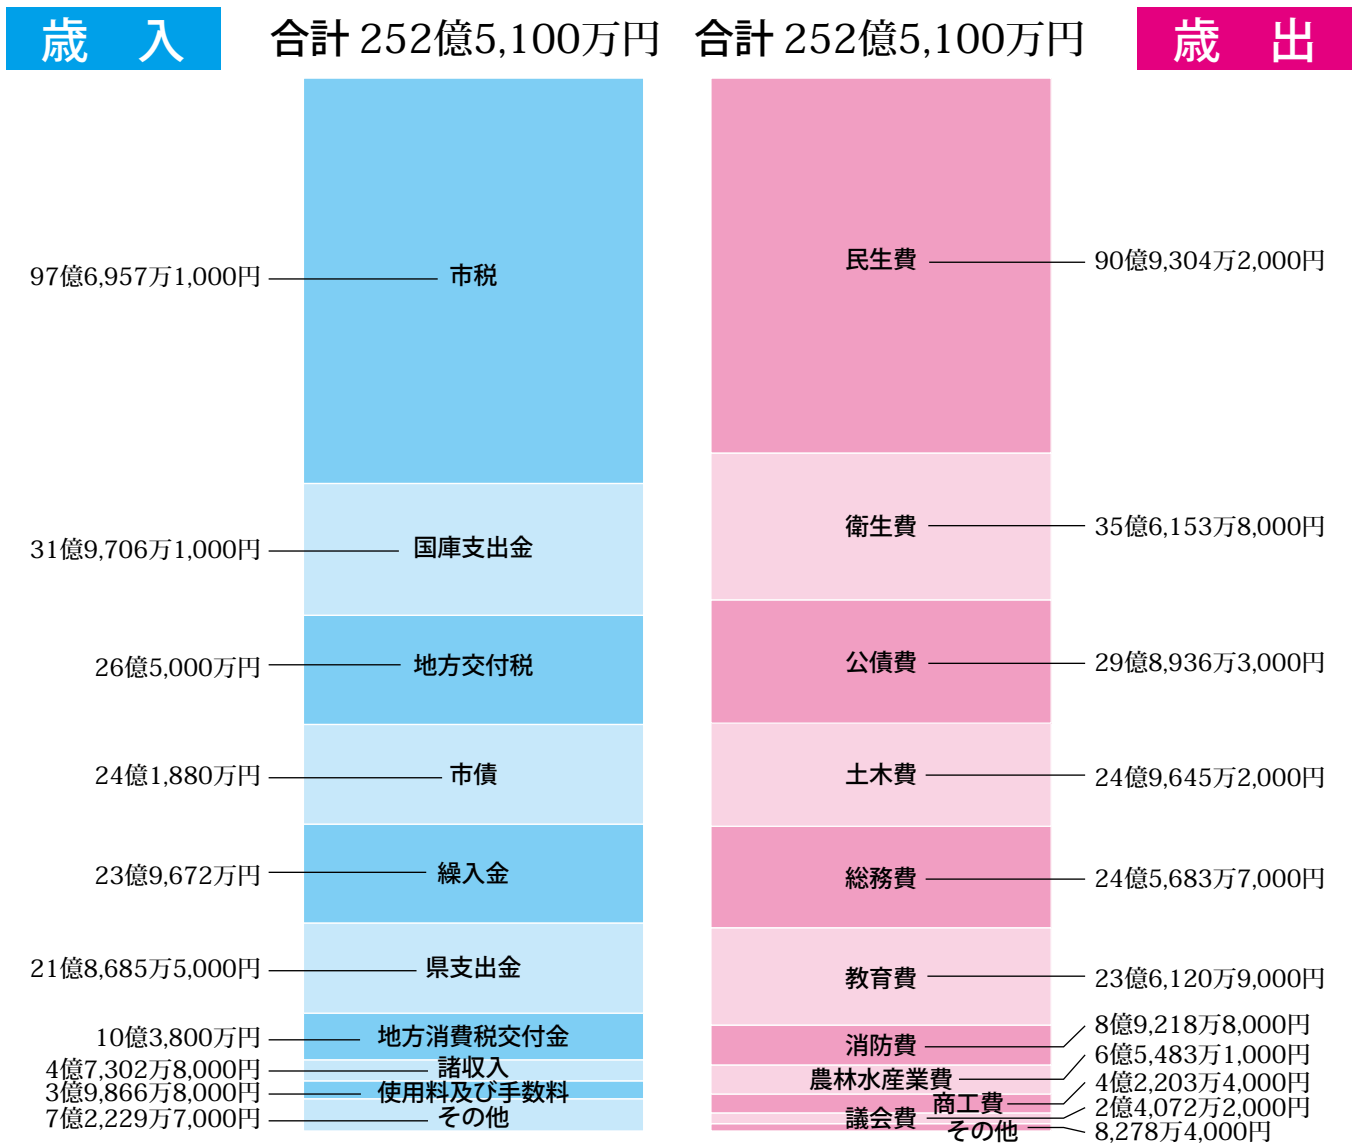 歳 入
合計 252億5,100万円
97億6,957万1,000円 市税
31億9,706万1,000円 国庫支出金
26億5,000万円 地方交付税
24億1,880万円 市債
23億9,672万円 繰入金
21億8,685万5,000円 県支出金
10億3,800万円 地方消費税交付金
4億7,302万8,000円 諸収入
3億9,866万8,000円 使用料及び手数料
7億2,229万7,000円 その他
合計 252億5,100万円
歳 出
民生費 90億9,304万2,000円
衛生費 35億6,153万8,000円
公債費 29億8,936万3,000円
土木費 24億9,645万2,000円
総務費 24億5,683万7,000円
教育費 23億6,120万9,000円
消防費 8億9,218万8,000円
農林水産業費 6億5,483万1,000円
商工費 4億2,203万4,000円
議会費 2億4,072万2,000円
その他 8,278万4,000円